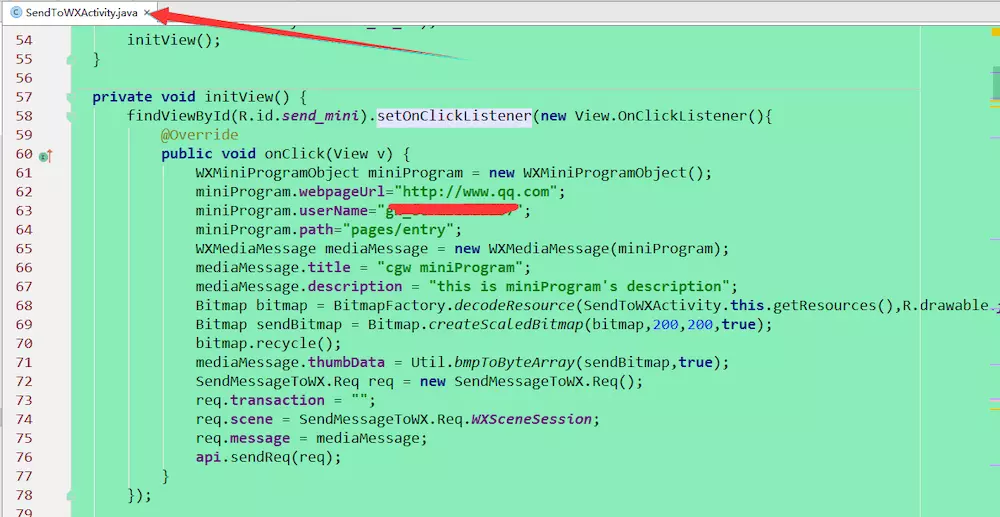 SendToWXActivity.java
54 initView();
55 }
56
57 private void initView() {
58 findViewById(R.id.send_mini).setOnClickListener(new View.OnClickListener(){
59 @Override
60 public void onClick(View v) {
61 WXMiniProgramObject miniProgram = new WXMiniProgramObject();
62 miniProgram.webpageUrl="http://www.qq.com";
63 miniProgram.userName=" ";
64 miniProgram.path="pages/entry";
65 WXMediaMessage mediaMessage = new WXMediaMessage(miniProgram);
66 mediaMessage.title = "cgw miniProgram";
67 mediaMessage.description = "this is miniProgram's description";
68 Bitmap bitmap = BitmapFactory.decodeResource(SendToWXActivity.this.getResources(),R.drawable.
69 Bitmap sendBitmap = Bitmap.createScaledBitmap(bitmap,200,200,true);
70 bitmap.recycle();
71 mediaMessage.thumbData = Util.bmpToByteArray(sendBitmap,true);
72 SendMessageToWX.Req req = new SendMessageToWX.Req();
73 req.transaction = "";
74 req.scene = SendMessageToWX.Req.WXSceneSession;
75 req.message = mediaMessage;
76 api.sendReq(req);
77 }
78 });
79